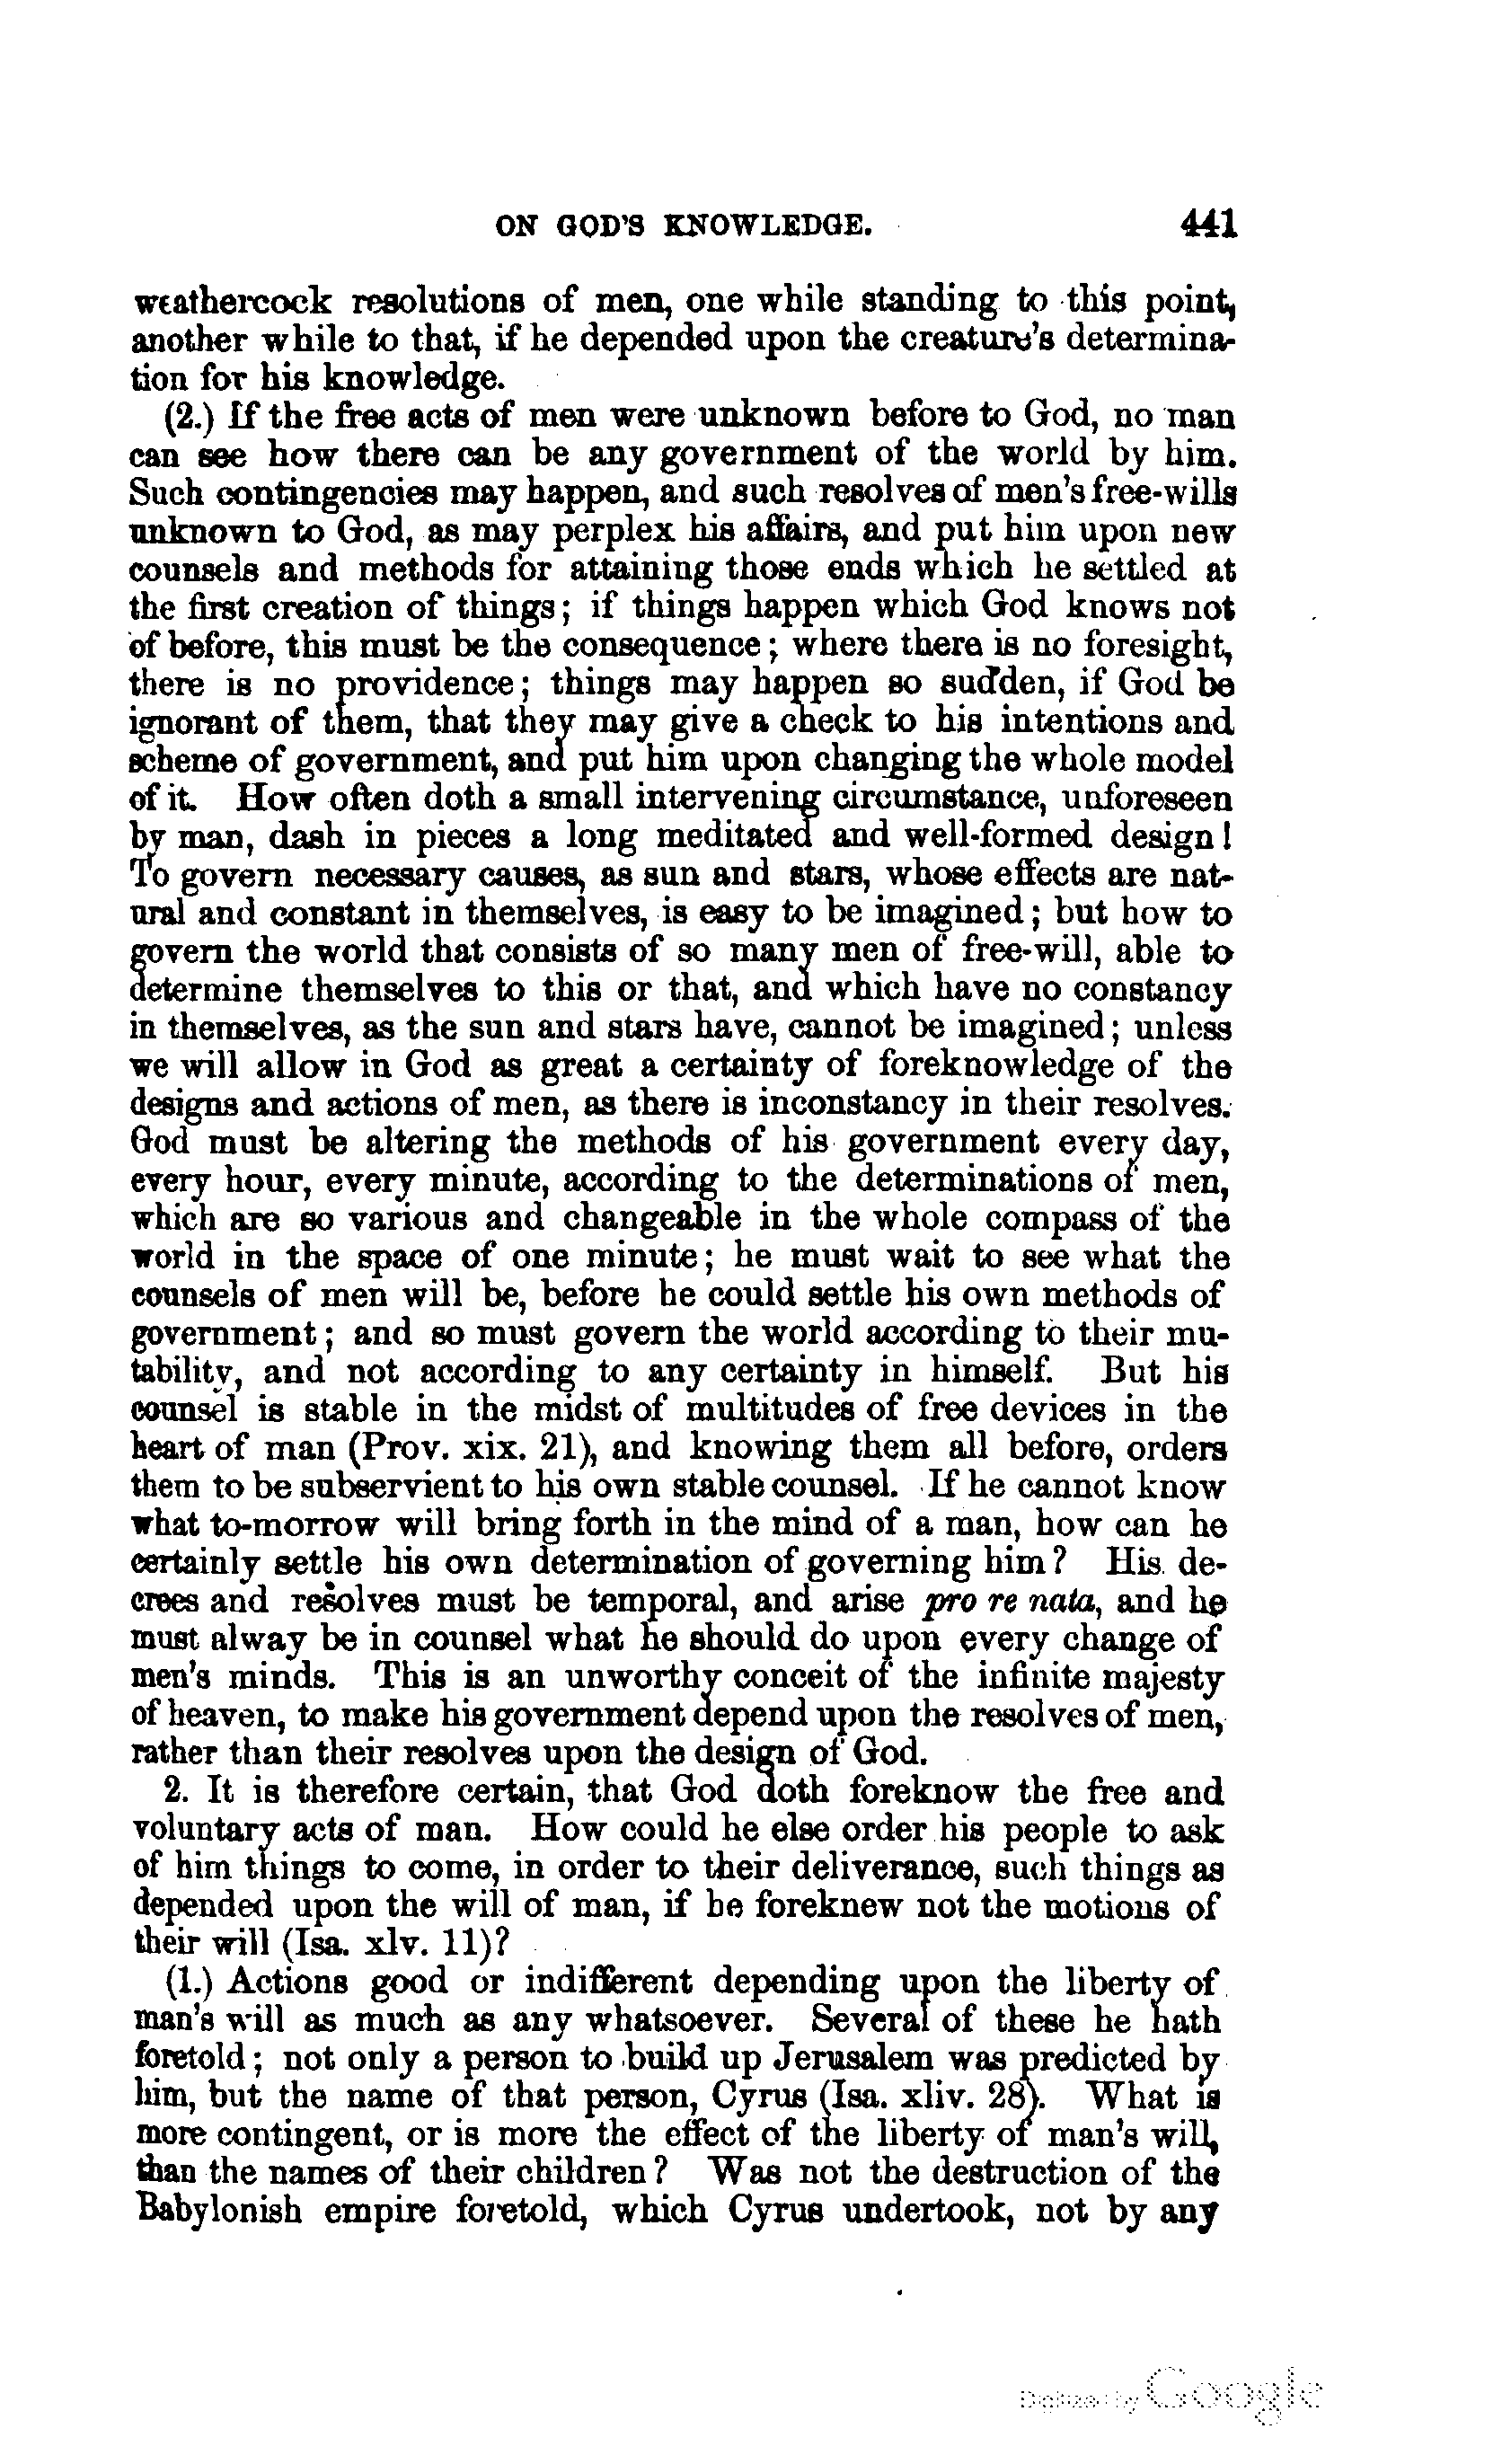 ON GOD'S KNOWLEDGE. 441
weathercock resolutions of men, one while standing to this point,
another while to that, if he depended upon the creature's determina-
tion for his knowledge.
(2.) If the free acts of men were unknown before to God, no man
can see how there can be any government of the world by him.
Such contingencies may happen, and such resolves of men's free-wills
unknown to God, as may perplex his affairs, and put him upon new
counsels and methods for attaining those ends which he settled at
the first creation of things; if things happen which God knows not
of before, this must be the consequence; where there is no foresight,
there is no providence; things may happen so sudden, if God be
ignorant of them, that they may give a check to his intentions and
scheme of government, and put him upon changing the whole model
of it. How often doth a small intervening circumstance, unforeseen
by man, dash in pieces a long meditated and well-formed design!
To govern necessary causes, as sun and stars, whose effects are nat-
ural and constant in themselves, is easy to be imagined; but how to
govern the world that consists of so many men of free-will, able to
determine themselves to this or that, and which have no constancy
in themselves, as the sun and stars have, cannot be imagined; unless
we will allow in God as great a certainty of foreknowledge of the
designs and actions of men, as there is inconstancy in their resolves.
God must be altering the methods of his government every day,
every hour, every minute, according to the determinations of men,
which are so various and changeable in the whole compass of the
world in the space of one minute; he must wait to see what the
counsels of men will be, before he could settle his own methods of
government; and so must govern the world according to their mu-
tability, and not according to any certainty in himself. But his
counsel is stable in the midst of multitudes of free devices in the
heart of man (Prov. xix. 21), and knowing them all before, orders
them to be subservient to his own stable counsel. If he cannot know
what to-morrow will bring forth in the mind of a man, how can he
certainly settle his own determination of governing him? His de-
crees and resolves must be temporal, and arise pro re nata, and he
must alway be in counsel what he should do upon every change of
men's minds. This is an unworthy conceit of the infinite majesty
of heaven, to make his government depend upon the resolves of men,
rather than their resolves upon the design of God.
2. It is therefore certain, that God doth foreknow the free and
voluntary acts of man. How could he else order his people to ask
of him things to come, in order to their deliverance, such things as
depended upon the will of man, if he foreknew not the motions of
their will (Isa. xlv. 11)?
(1.) Actions good or indifferent depending upon the liberty of
man's will as much as any whatsoever. Several of these he hath
foretold; not only a person to build up Jerusalem was predicted by
him, but the name of that person, Cyrus (Isa. xliv. 28). What is
more contingent, or is more the effect of the liberty of man's will,
than the names of their children? Was not the destruction of the
Babylonish empire foretold, which Cyrus undertook, not by any
Digitized by Google